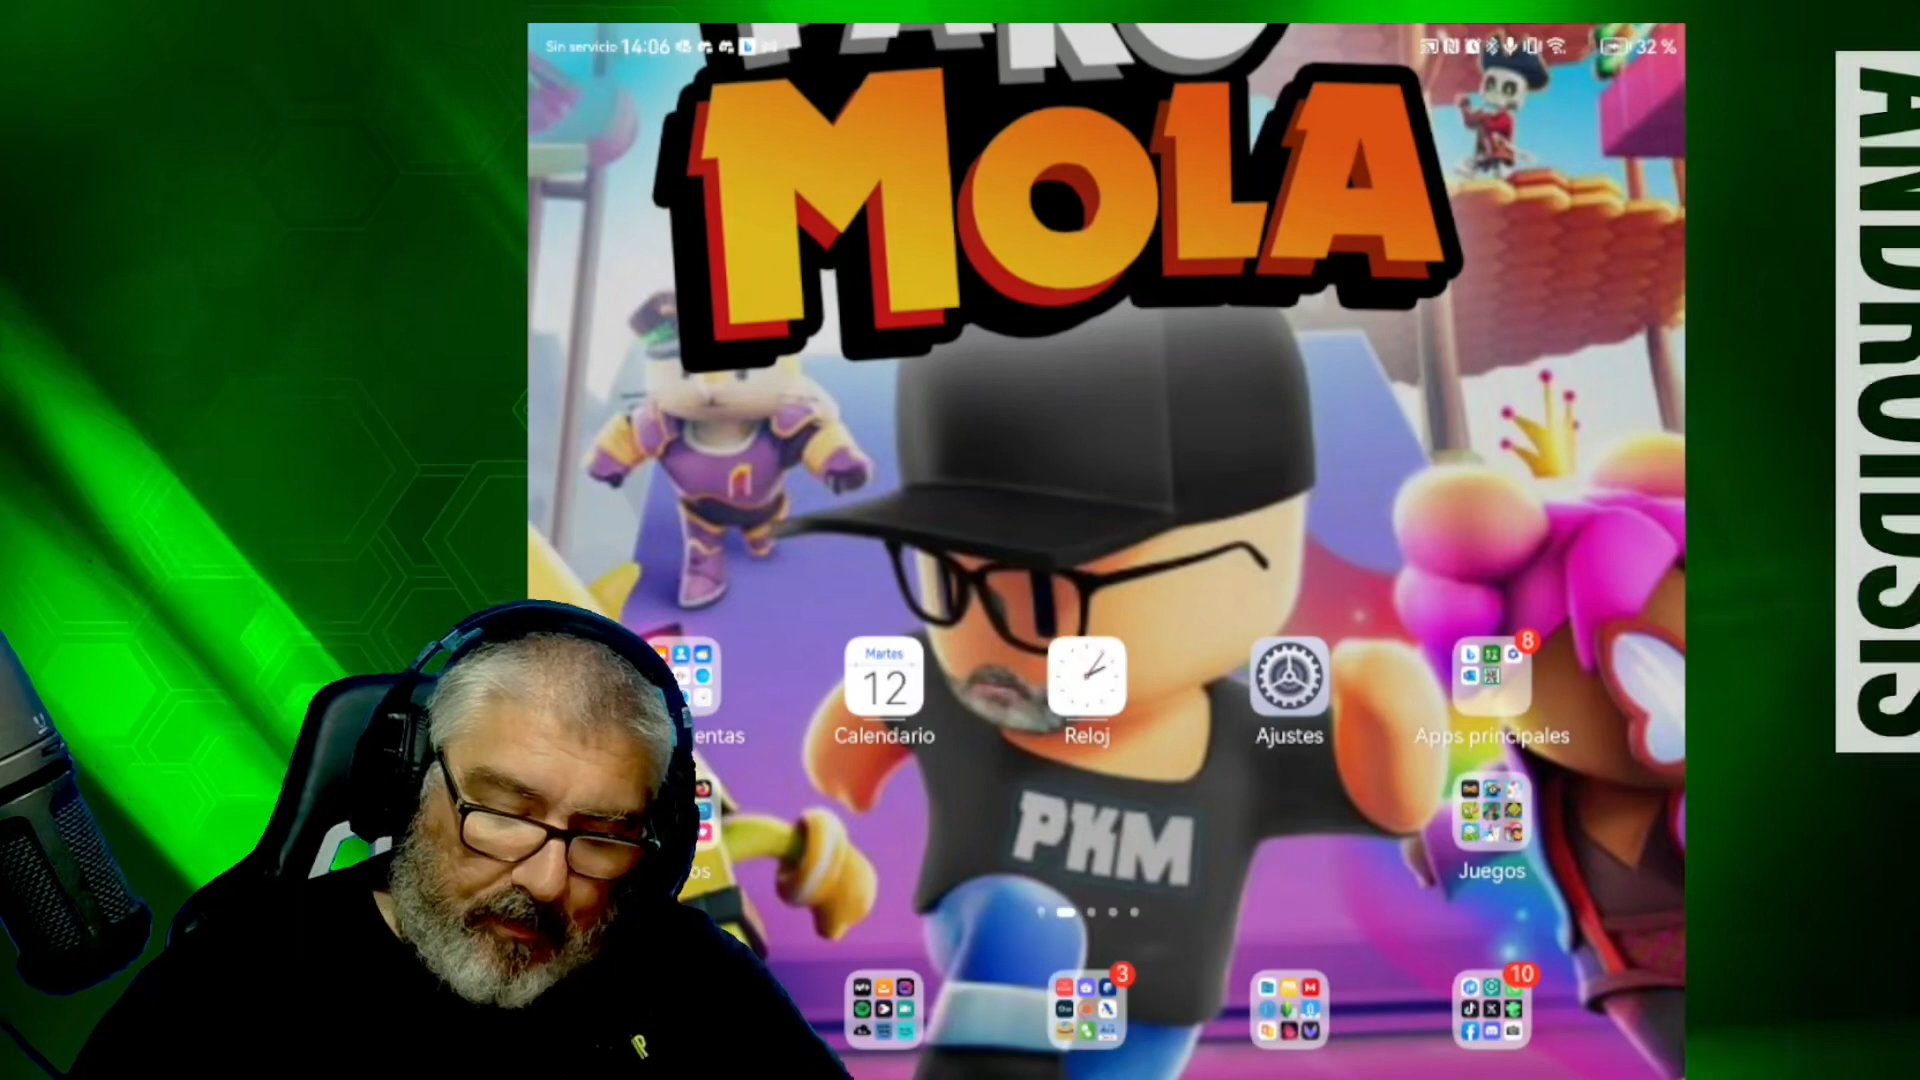 Sin servicio 14:06
32 %
MOLA
ANDROIDSIS
Martes
12
8
entas
Calendario
Reloj
Ajustes
Apps principales
PKM
os
Juegos
3
10